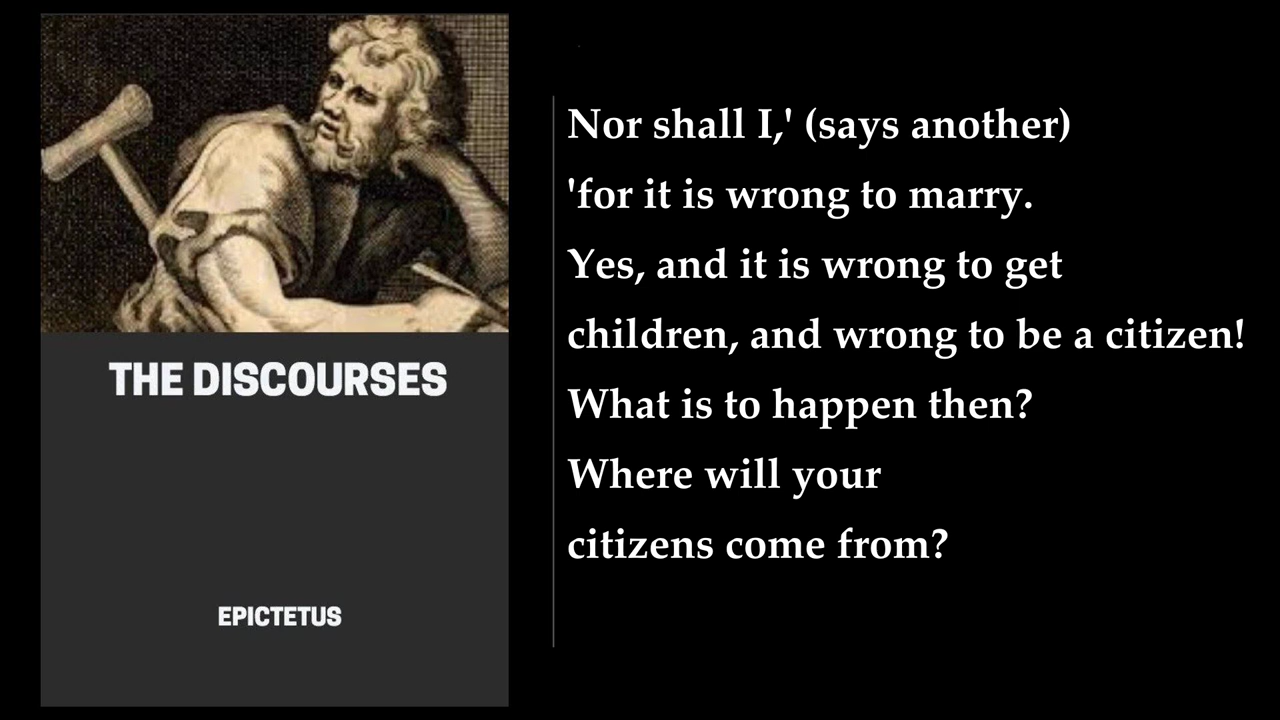 THE DISCOURSES
EPICTETUS
Nor shall I,' (says another)
'for it is wrong to marry.
Yes, and it is wrong to get
children, and wrong to be a citizen!
What is to happen then?
Where will your
citizens come from?